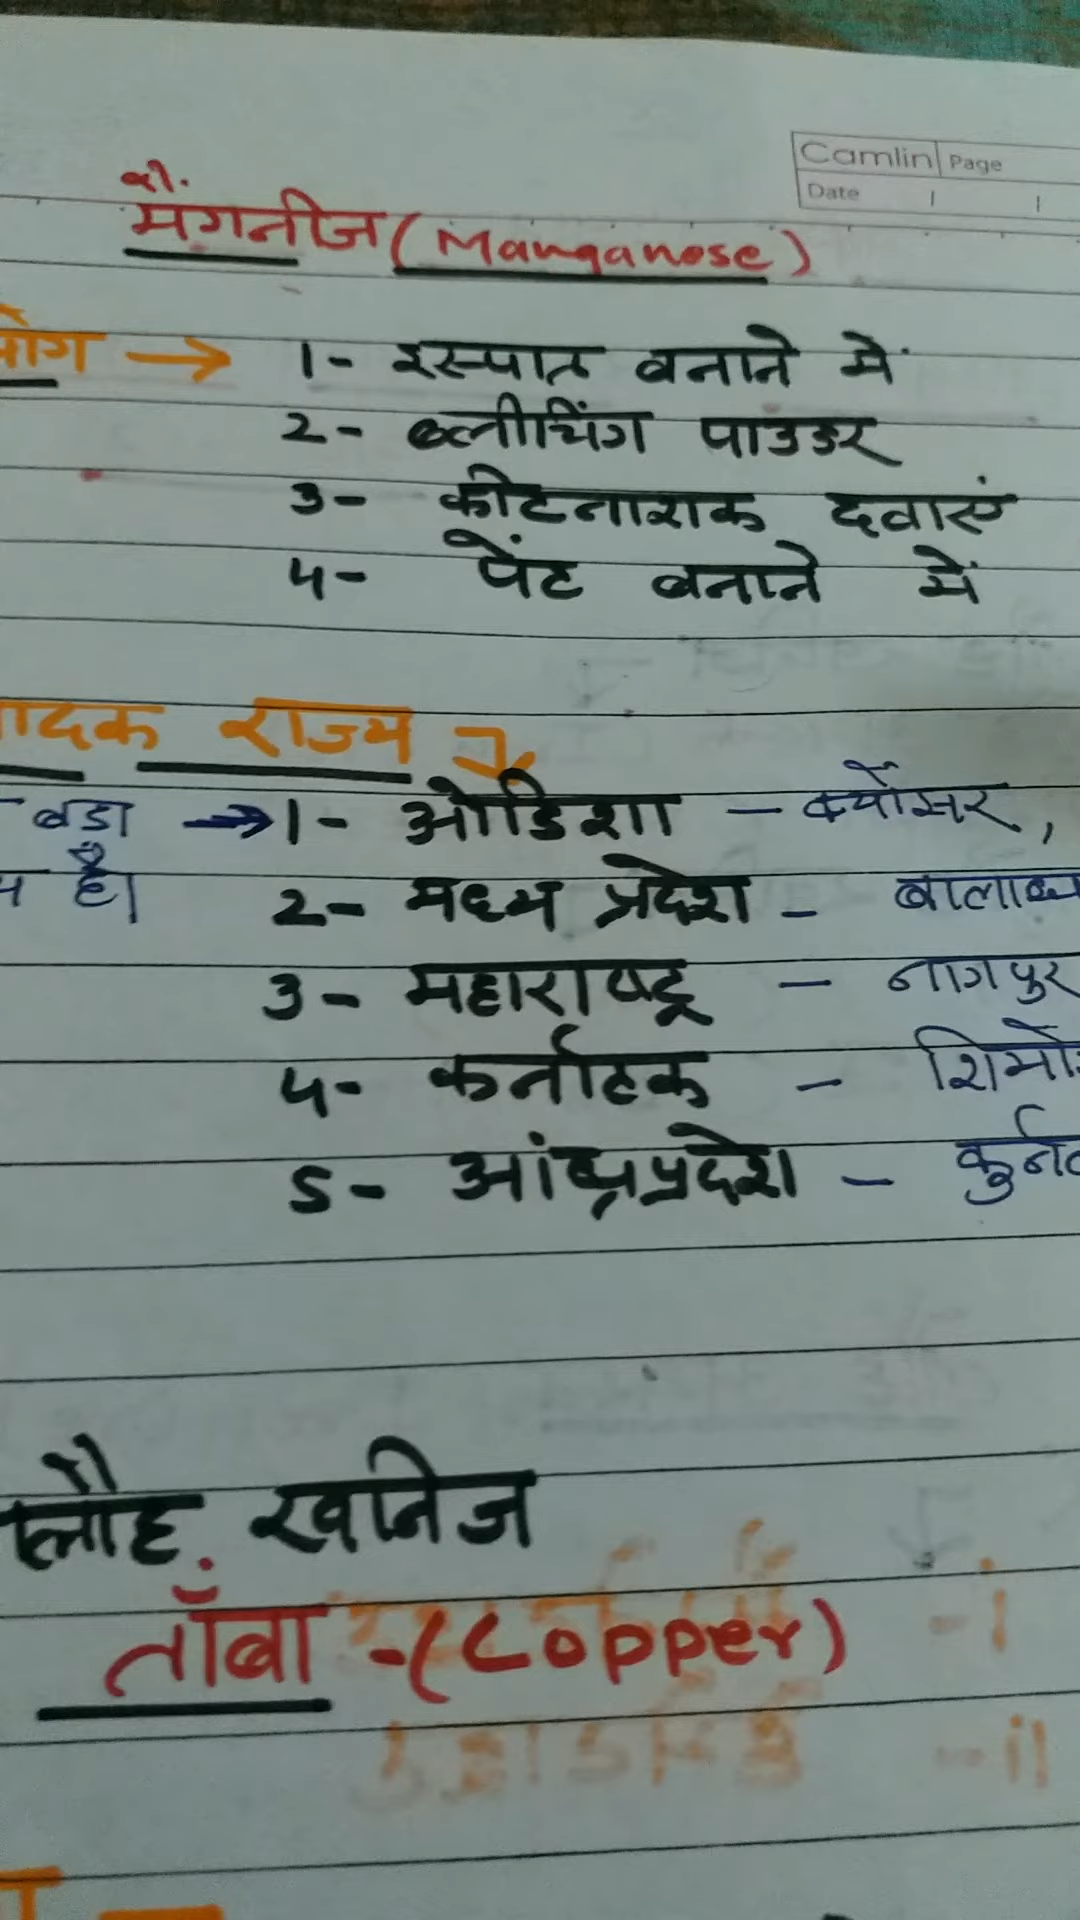 Camlin Page
Date
मैंगनीज (Manganese)
1- इस्पात बनाने में
2- ब्लीचिंग पाउडर
3- कीटनाशक दवाएं
4- पेंट बनाने में
राज्य
बड़ा → 1- ओडिशा - क्योंझर,
है। 2- मध्य प्रदेश -
3- महाराष्ट्र - नागपुर
4- कर्नाटक -
5- आंध्रप्रदेश -
खनिज
ताँबा - (Copper)